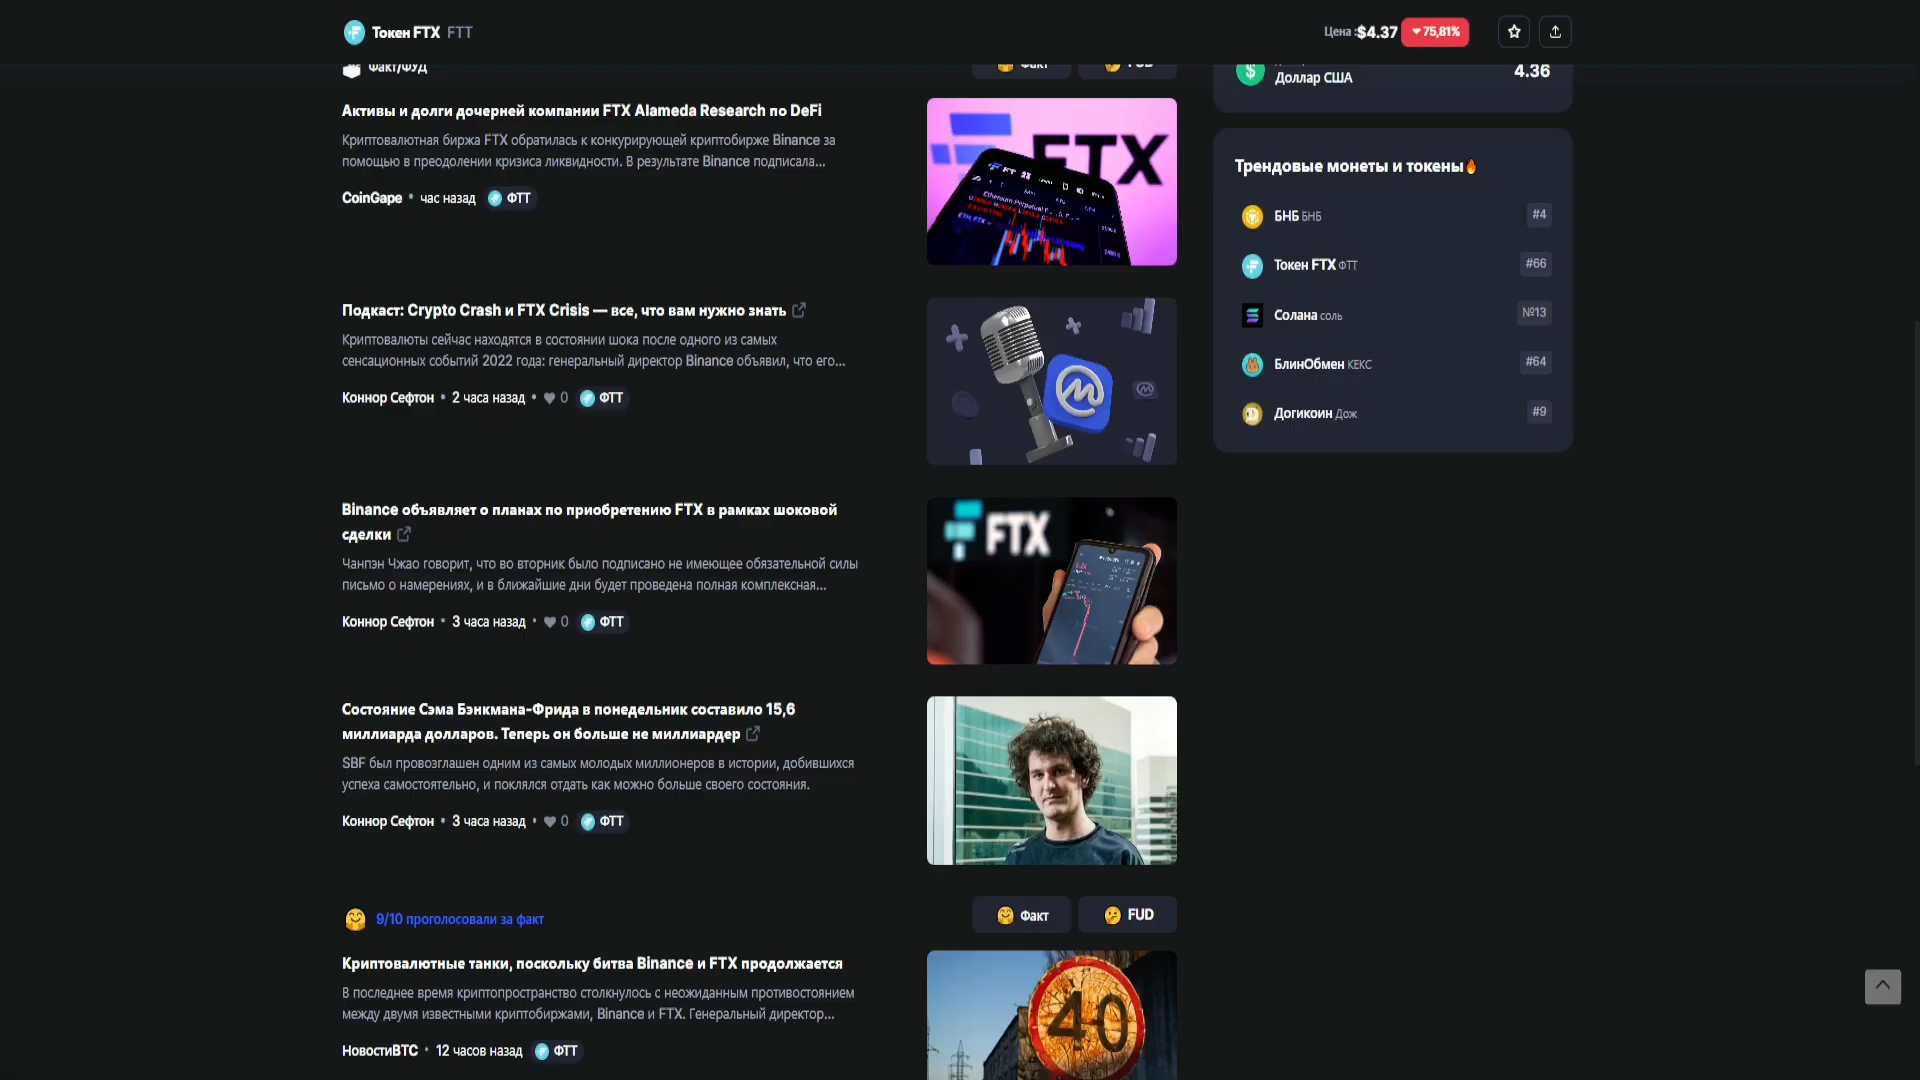 Токен FTX FTT
Цена :$4.37 75,81%
Факт/ФУД
Факт FUD
Доллар США 4.36
Активы и долги дочерней компании FTX Alameda Research по DeFi
Криптовалютная биржа FTX обратилась к конкурирующей криптобирже Binance за
помощью в преодолении кризиса ликвидности. В результате Binance подписала...
CoinGape • час назад ФТТ
FTX
Подкаст: Crypto Crash и FTX Crisis — все, что вам нужно знать
Криптовалюты сейчас находятся в состоянии шока после одного из самых
сенсационных событий 2022 года: генеральный директор Binance объявил, что его...
Коннор Сефтон • 2 часа назад • 0 ФТТ
Binance объявляет о планах по приобретению FTX в рамках шоковой
сделки
Чанпэн Чжао говорит, что во вторник было подписано не имеющее обязательной силы
письмо о намерениях, и в ближайшие дни будет проведена полная комплексная...
Коннор Сефтон • 3 часа назад • 0 ФТТ
FTX
Состояние Сэма Бэнкмана-Фрида в понедельник составило 15,6
миллиарда долларов. Теперь он больше не миллиардер
SBF был провозглашен одним из самых молодых миллионеров в истории, добившихся
успеха самостоятельно, и поклялся отдать как можно больше своего состояния.
Коннор Сефтон • 3 часа назад • 0 ФТТ
9/10 проголосовали за факт
Факт FUD
Криптовалютные танки, поскольку битва Binance и FTX продолжается
В последнее время криптопространство столкнулось с неожиданным противостоянием
между двумя известными криптобиржами, Binance и FTX. Генеральный директор...
НовостиBTC • 12 часов назад ФТТ
40
Трендовые монеты и токены
БНБ БНБ #4
Токен FTX ФТТ #66
Солана соль №13
БлинОбмен КЕКС #64
Догикоин Дож #9